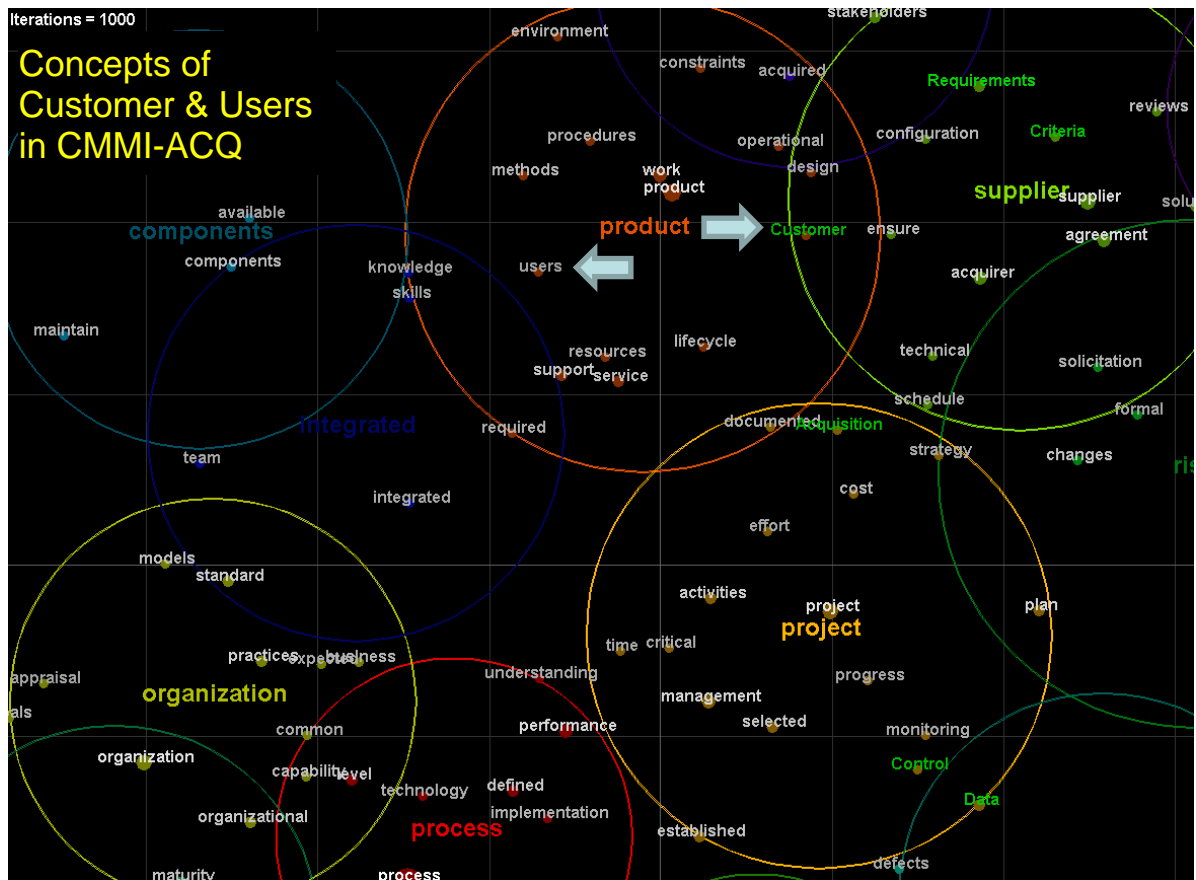 Iterations = 1000
Concepts of
Customer & Users
in CMMI-ACQ
environment
stakeholders
constraints
acquired
Requirements
reviews
procedures
operational
configuration
Criteria
methods
work
product
design
supplier
supplier
available
components
product
Customer
ensure
agreement
components
knowledge
users
acquirer
skills
maintain
resources
lifecycle
technical
solicitation
support
service
schedule
formal
integrated
required
documented
Acquisition
strategy
changes
team
integrated
cost
effort
models
standard
activities
project
plan
project
time
critical
practices
expected
business
understanding
appraisal
organization
management
progress
als
selected
common
performance
monitoring
organization
capability
level
technology
defined
Control
implementation
Data
organizational
process
established
defects
maturity
process